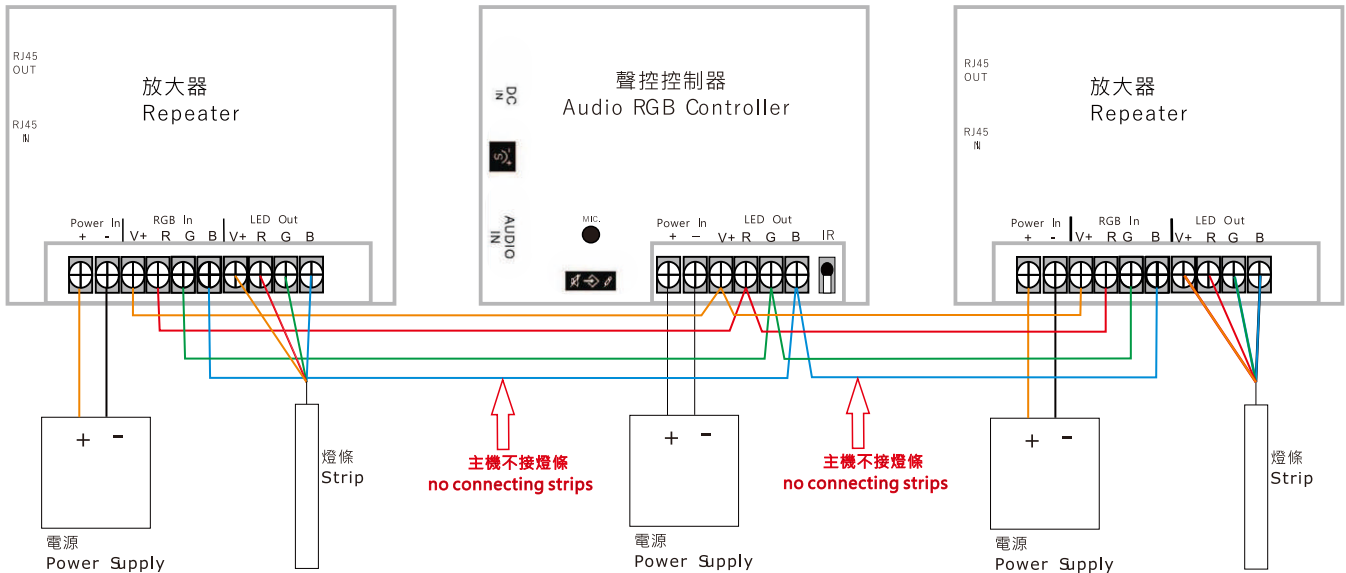 RJ45
OUT
RJ45
IN
放大器
Repeater
Power In
RGB In
LED Out
+ - V+ R G B V+ R G B
DC
IN
AUDIO
IN
聲控控制器
Audio RGB Controller
MIC.
Power In
LED Out
+ − V+ R G B IR
RJ45
OUT
RJ45
IN
放大器
Repeater
Power In
RGB In
LED Out
+ - V+ R G B V+ R G B
+ −
電源
Power Supply
燈條
Strip
主機不接燈條
no connecting strips
+ −
電源
Power Supply
主機不接燈條
no connecting strips
+ −
電源
Power Supply
燈條
Strip